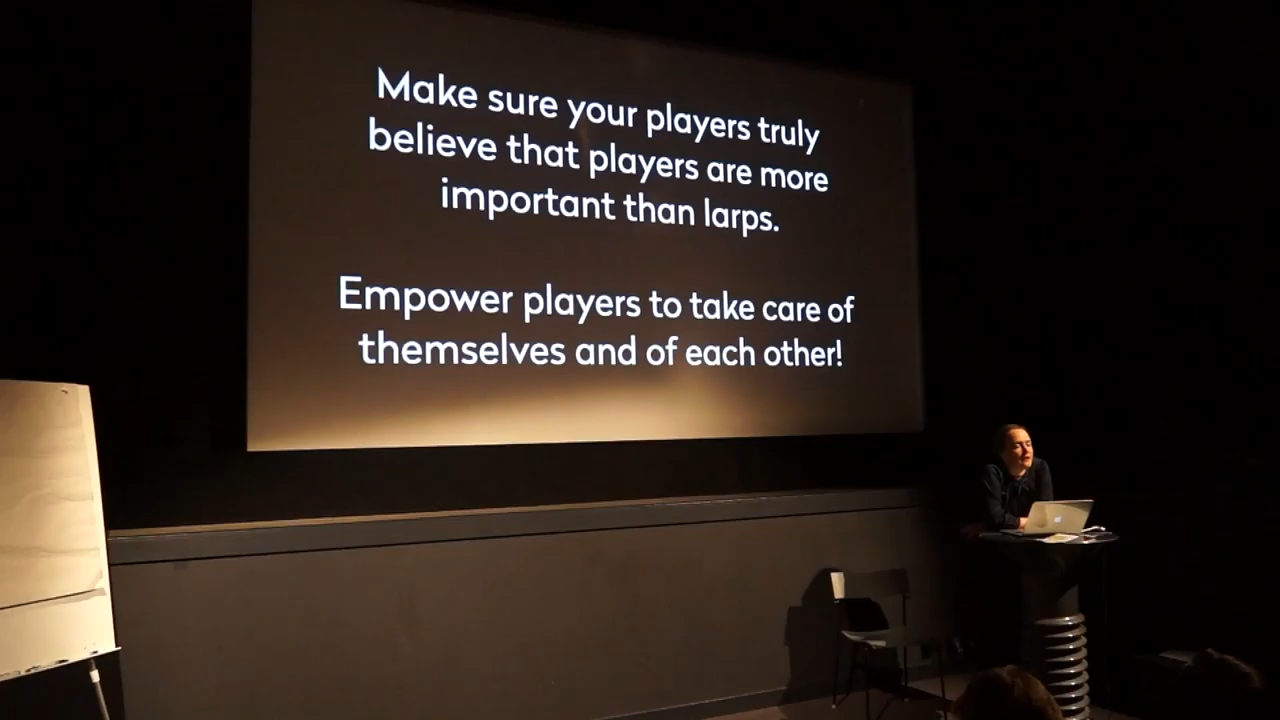 Make sure your players truly
believe that players are more
important than larps.
Empower players to take care of
themselves and of each other!